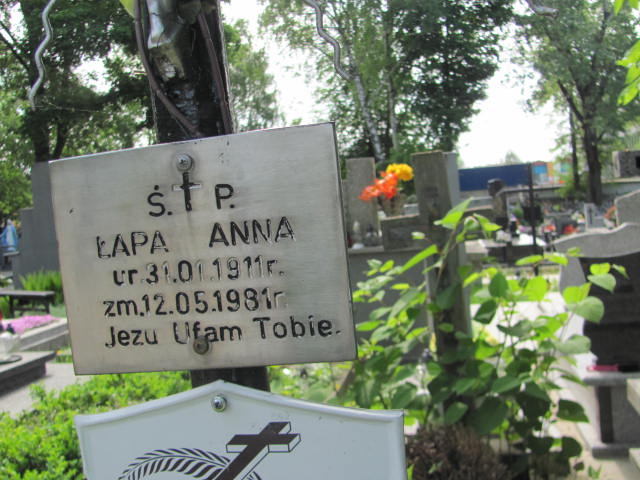 Ś. P.
ŁAPA ANNA
ur. 31.01.1911r.
zm. 12.05.1981r.
Jezu Ufam Tobie.